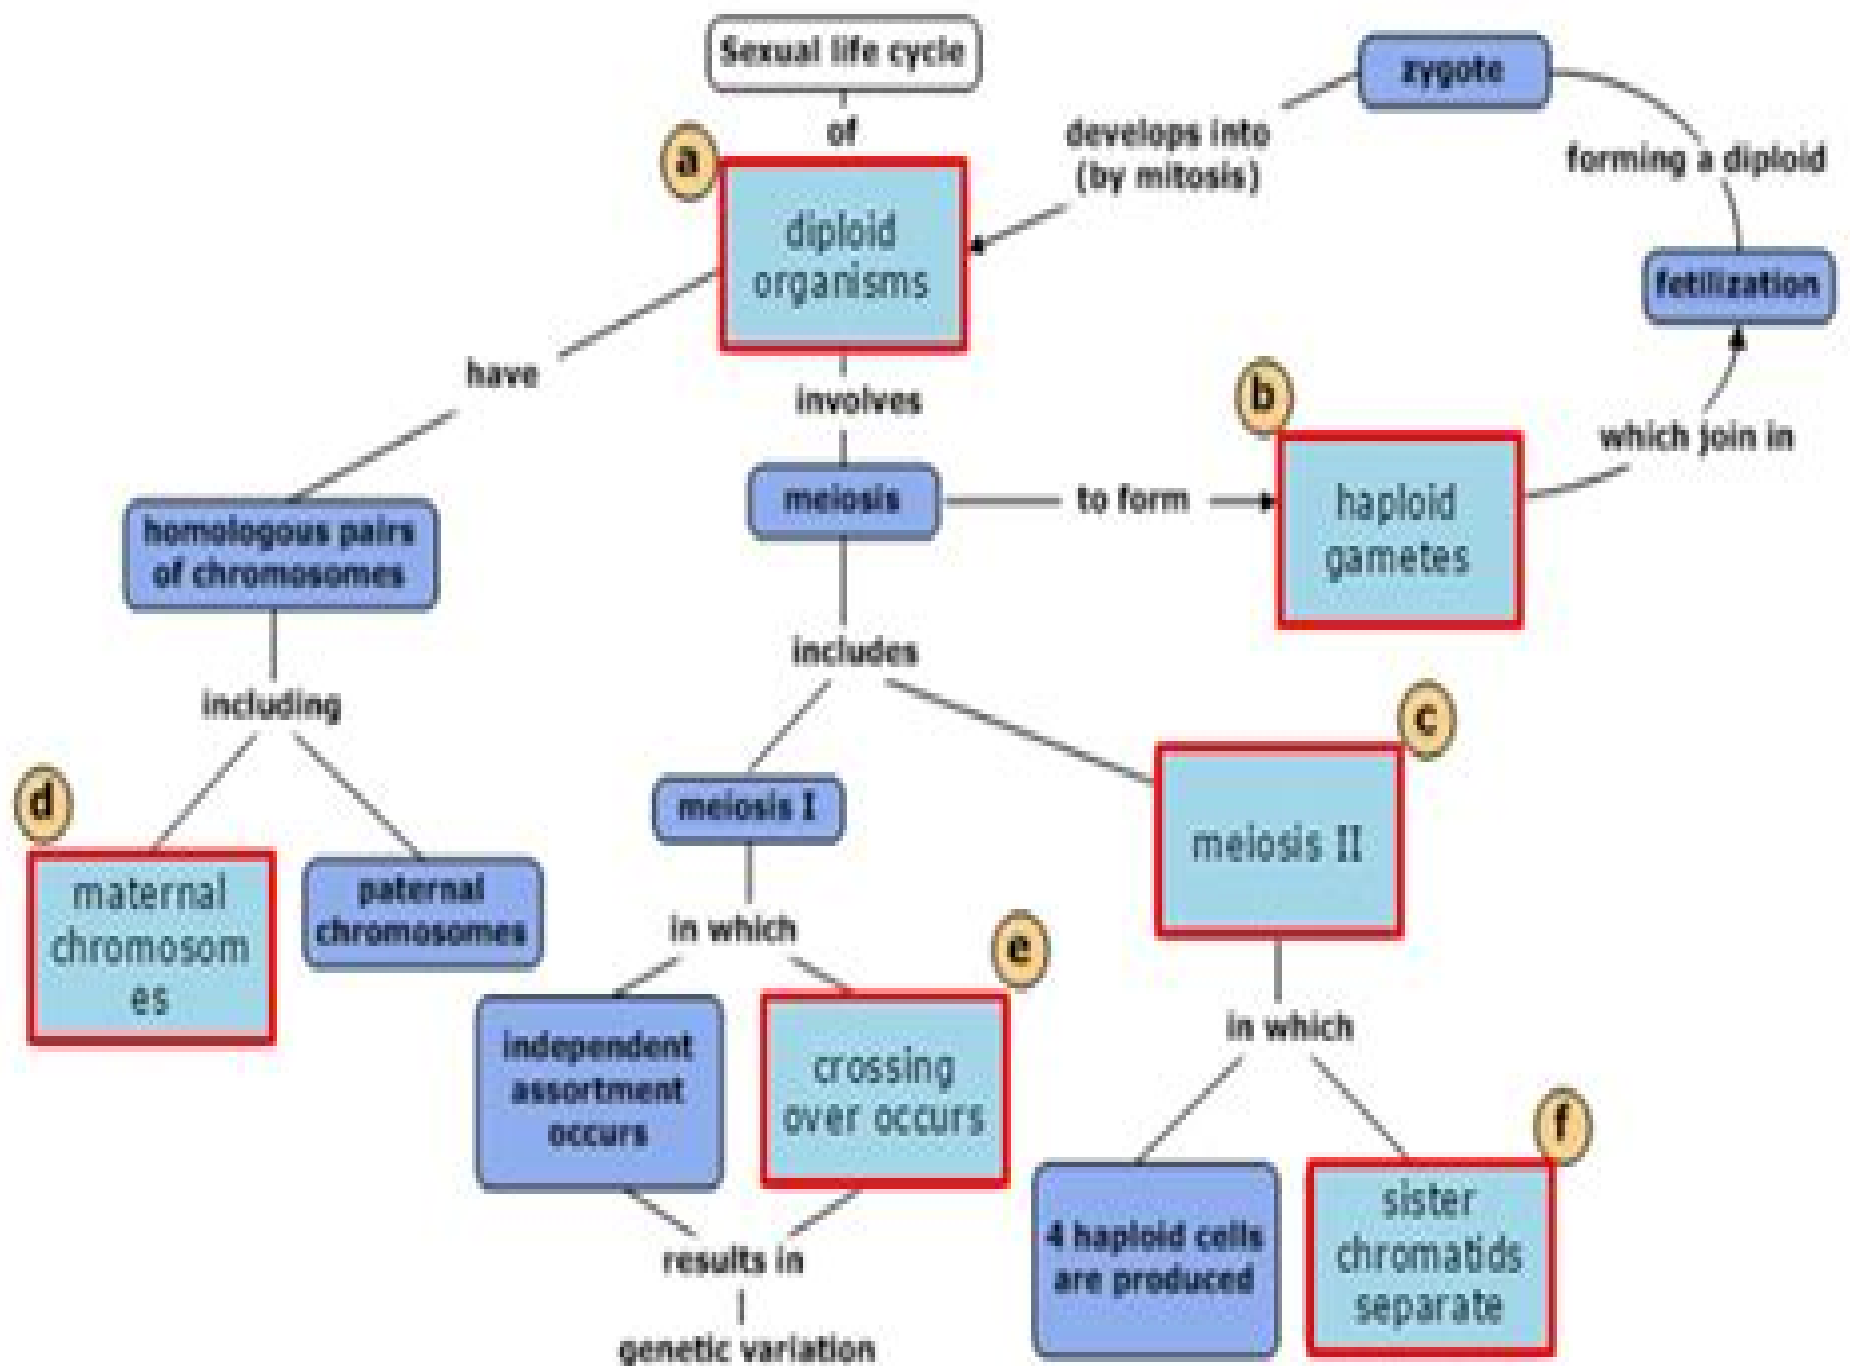 Sexual life cycle
zygote
of
develops into
(by mitosis)
forming a diploid
a
diploid
organisms
fetilization
have
involves
b
which join in
meiosis
to form
haploid
gametes
homologous pairs
of chromosomes
includes
including
c
d
meiosis I
meiosis II
maternal
chromosom
es
paternal
chromosomes
in which
e
independent
assortment
occurs
crossing
over occurs
in which
f
4 haploid cells
are produced
sister
chromatids
separate
results in
genetic variation